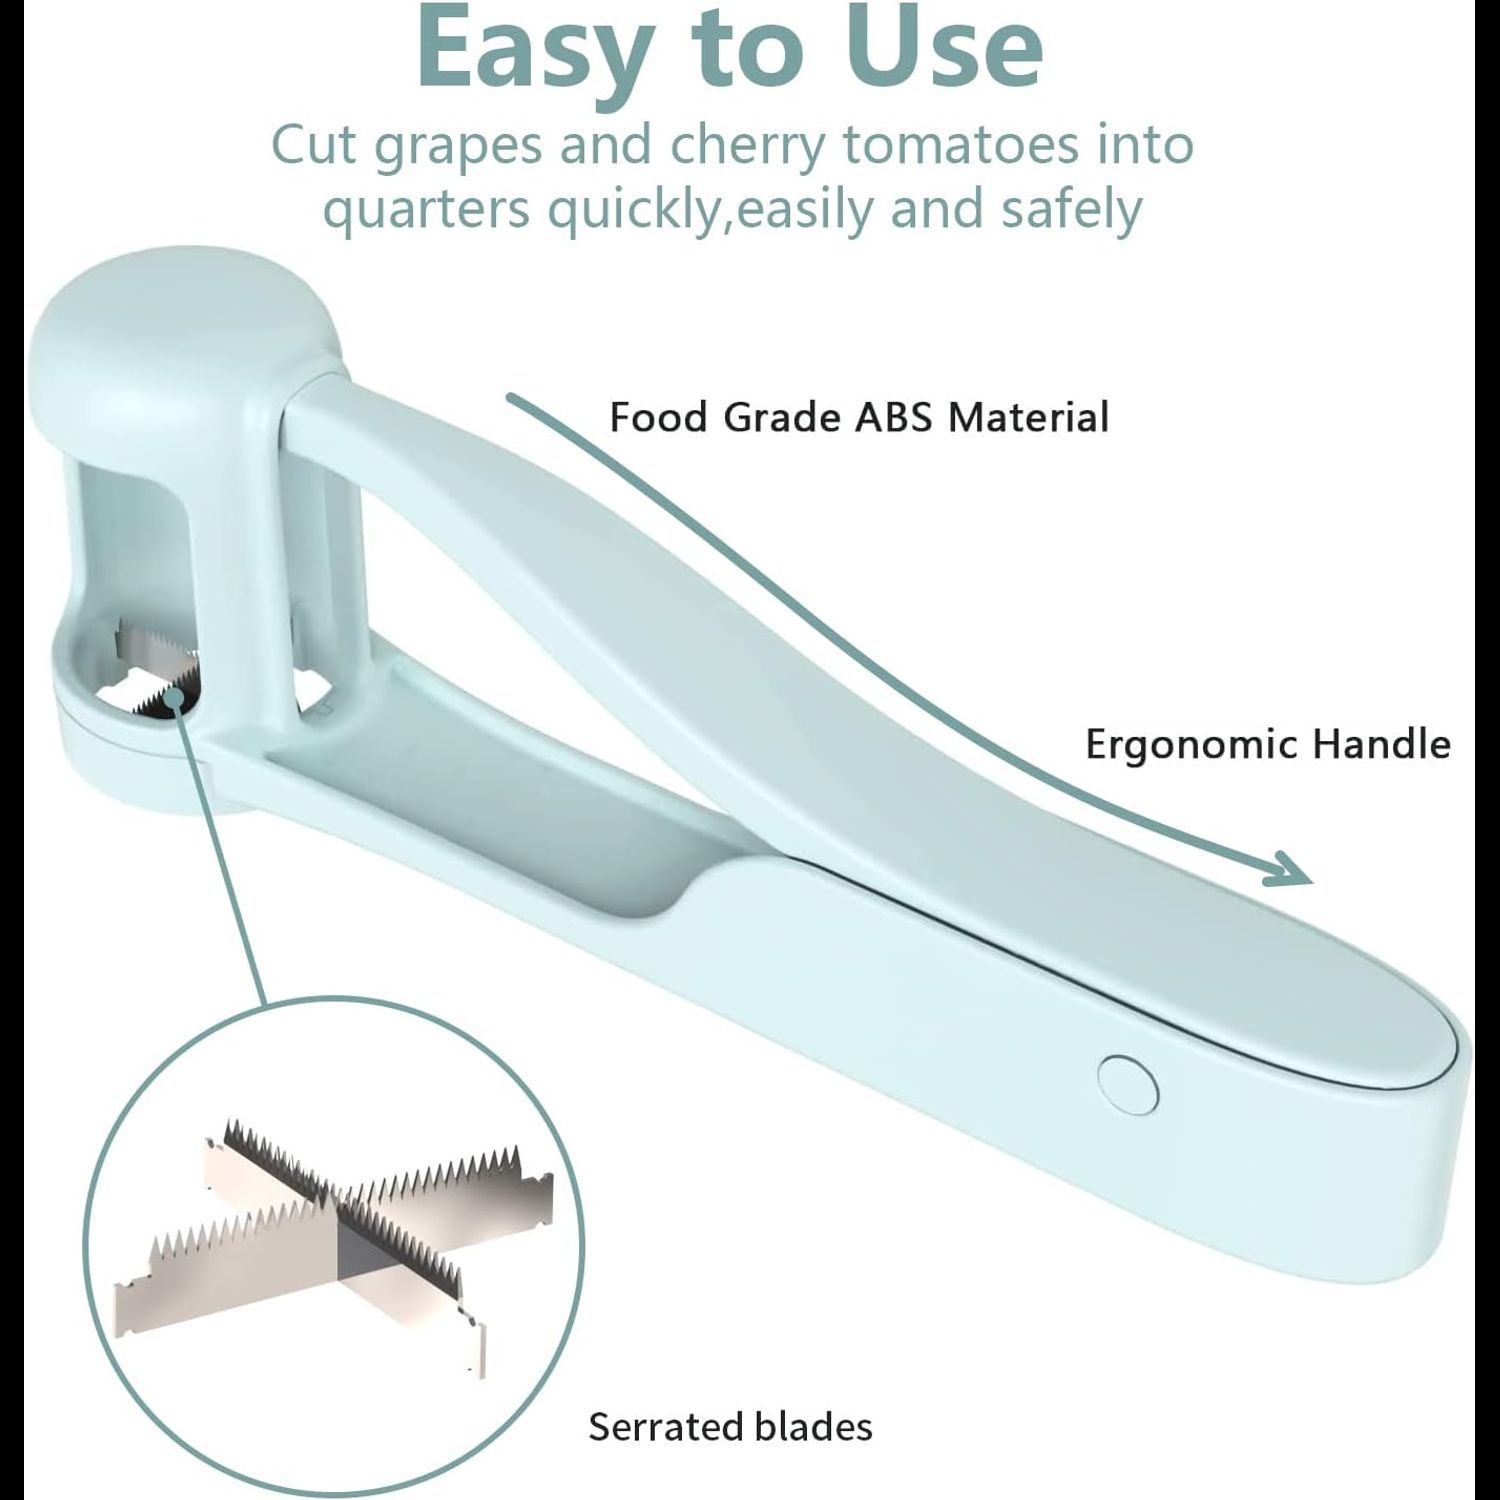 Easy to Use
Cut grapes and cherry tomatoes into
quarters quickly,easily and safely
Food Grade ABS Material
Ergonomic Handle
Serrated blades